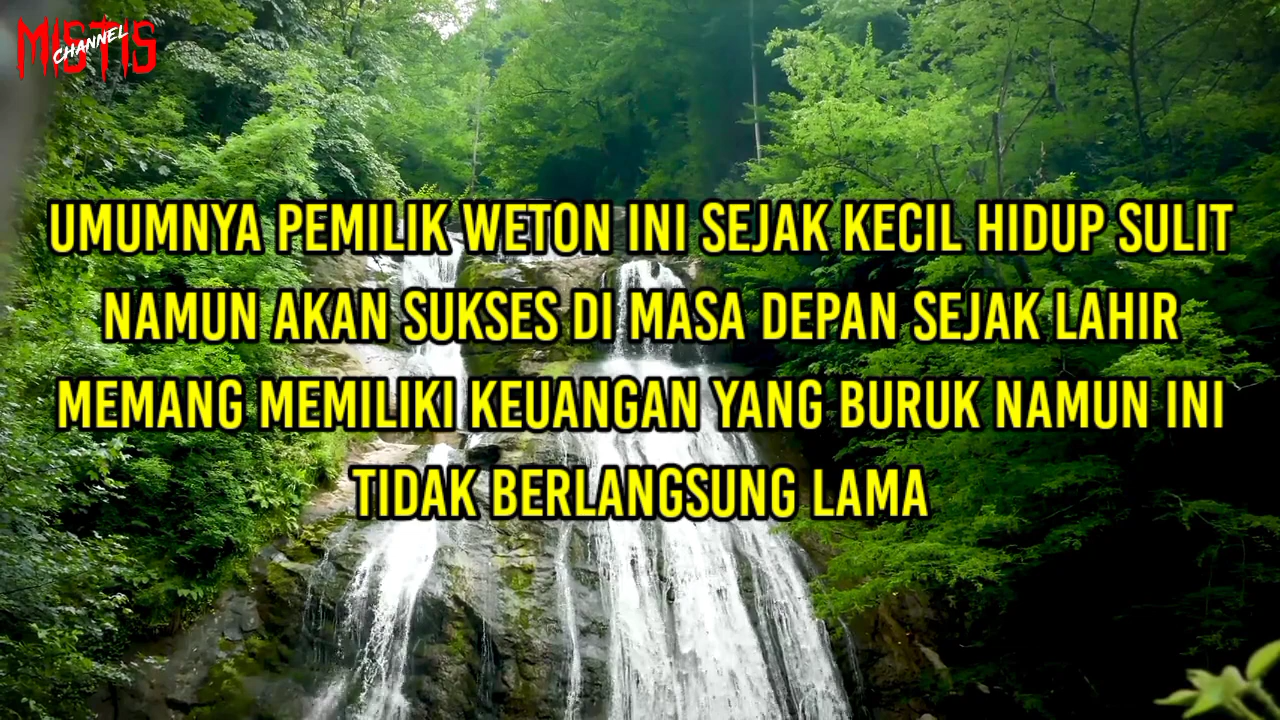 MISTIS
CHANNEL
UMUMNYA PEMILIK WETON INI SEJAK KECIL HIDUP SULIT
NAMUN AKAN SUKSES DI MASA DEPAN SEJAK LAHIR
MEMANG MEMILIKI KEUANGAN YANG BURUK NAMUN INI
TIDAK BERLANGSUNG LAMA